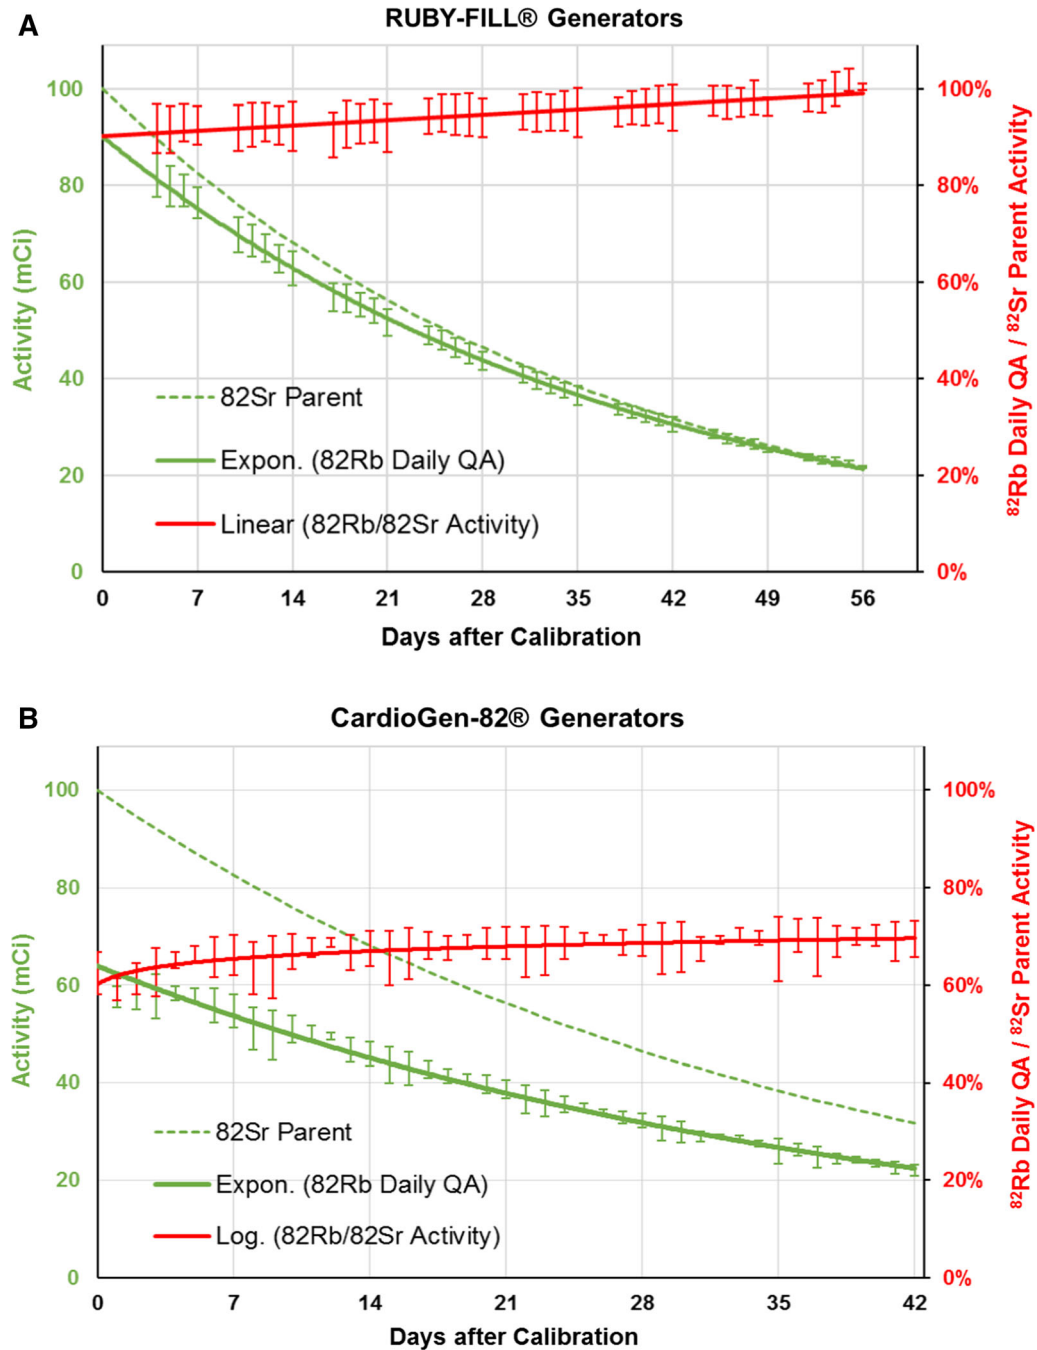 A
RUBY-FILL® Generators
100
80
60
40
20
0
Activity (mCi)
100%
80%
60%
40%
20%
0%
82Rb Daily QA / 82Sr Parent Activity
82Sr Parent
Expon. (82Rb Daily QA)
Linear (82Rb/82Sr Activity)
0 7 14 21 28 35 42 49 56
Days after Calibration
B
CardioGen-82® Generators
100
80
60
40
20
0
Activity (mCi)
100%
80%
60%
40%
20%
0%
82Rb Daily QA / 82Sr Parent Activity
82Sr Parent
Expon. (82Rb Daily QA)
Log. (82Rb/82Sr Activity)
0 7 14 21 28 35 42
Days after Calibration